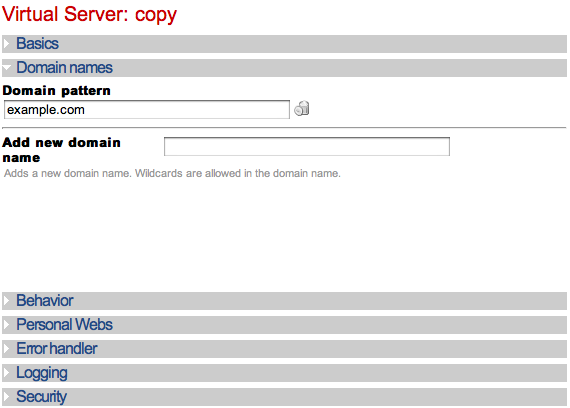 Virtual Server: copy
Basics
Domain names
Domain pattern
example.com
Add new domain
name
Adds a new domain name. Wildcards are allowed in the domain name.
Behavior
Personal Webs
Error handler
Logging
Security